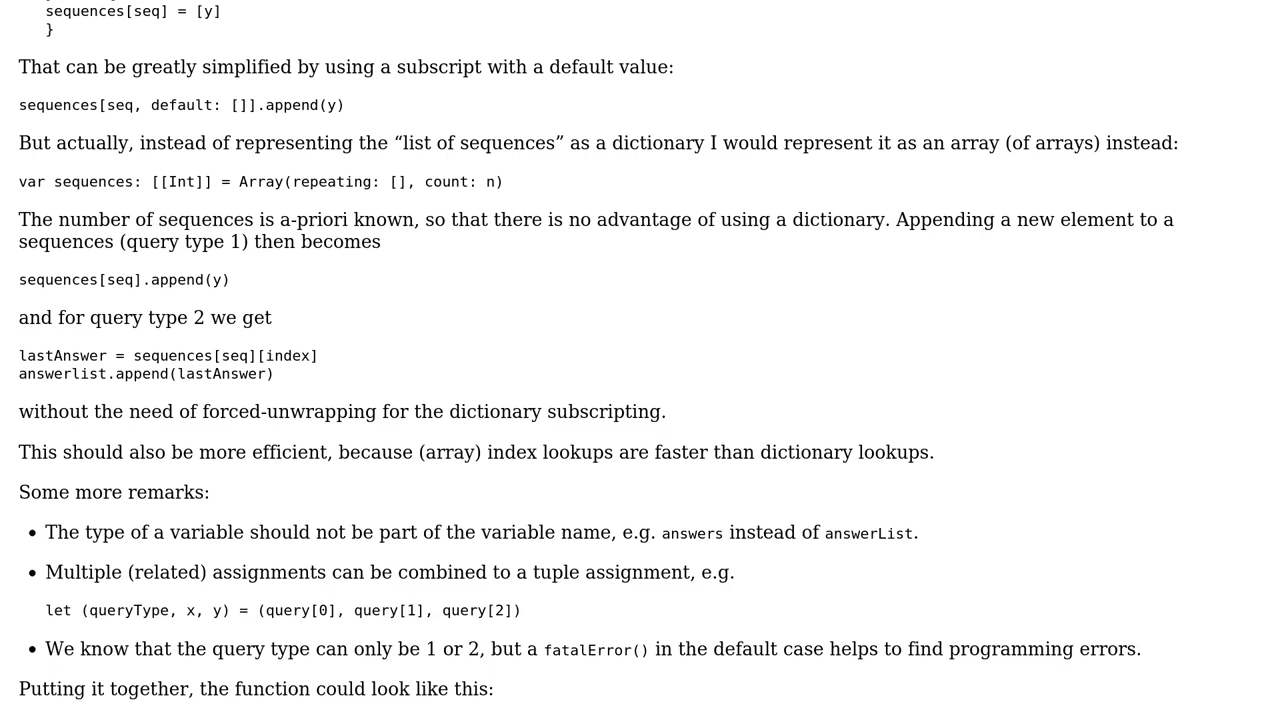 sequences[seq] = [y]
}
That can be greatly simplified by using a subscript with a default value:
sequences[seq, default: []].append(y)
But actually, instead of representing the “list of sequences” as a dictionary I would represent it as an array (of arrays) instead:
var sequences: [[Int]] = Array(repeating: [], count: n)
The number of sequences is a-priori known, so that there is no advantage of using a dictionary. Appending a new element to a
sequences (query type 1) then becomes
sequences[seq].append(y)
and for query type 2 we get
lastAnswer = sequences[seq][index]
answerlist.append(lastAnswer)
without the need of forced-unwrapping for the dictionary subscripting.
This should also be more efficient, because (array) index lookups are faster than dictionary lookups.
Some more remarks:
• The type of a variable should not be part of the variable name, e.g. answers instead of answerList.
• Multiple (related) assignments can be combined to a tuple assignment, e.g.
let (queryType, x, y) = (query[0], query[1], query[2])
• We know that the query type can only be 1 or 2, but a fatalError() in the default case helps to find programming errors.
Putting it together, the function could look like this: